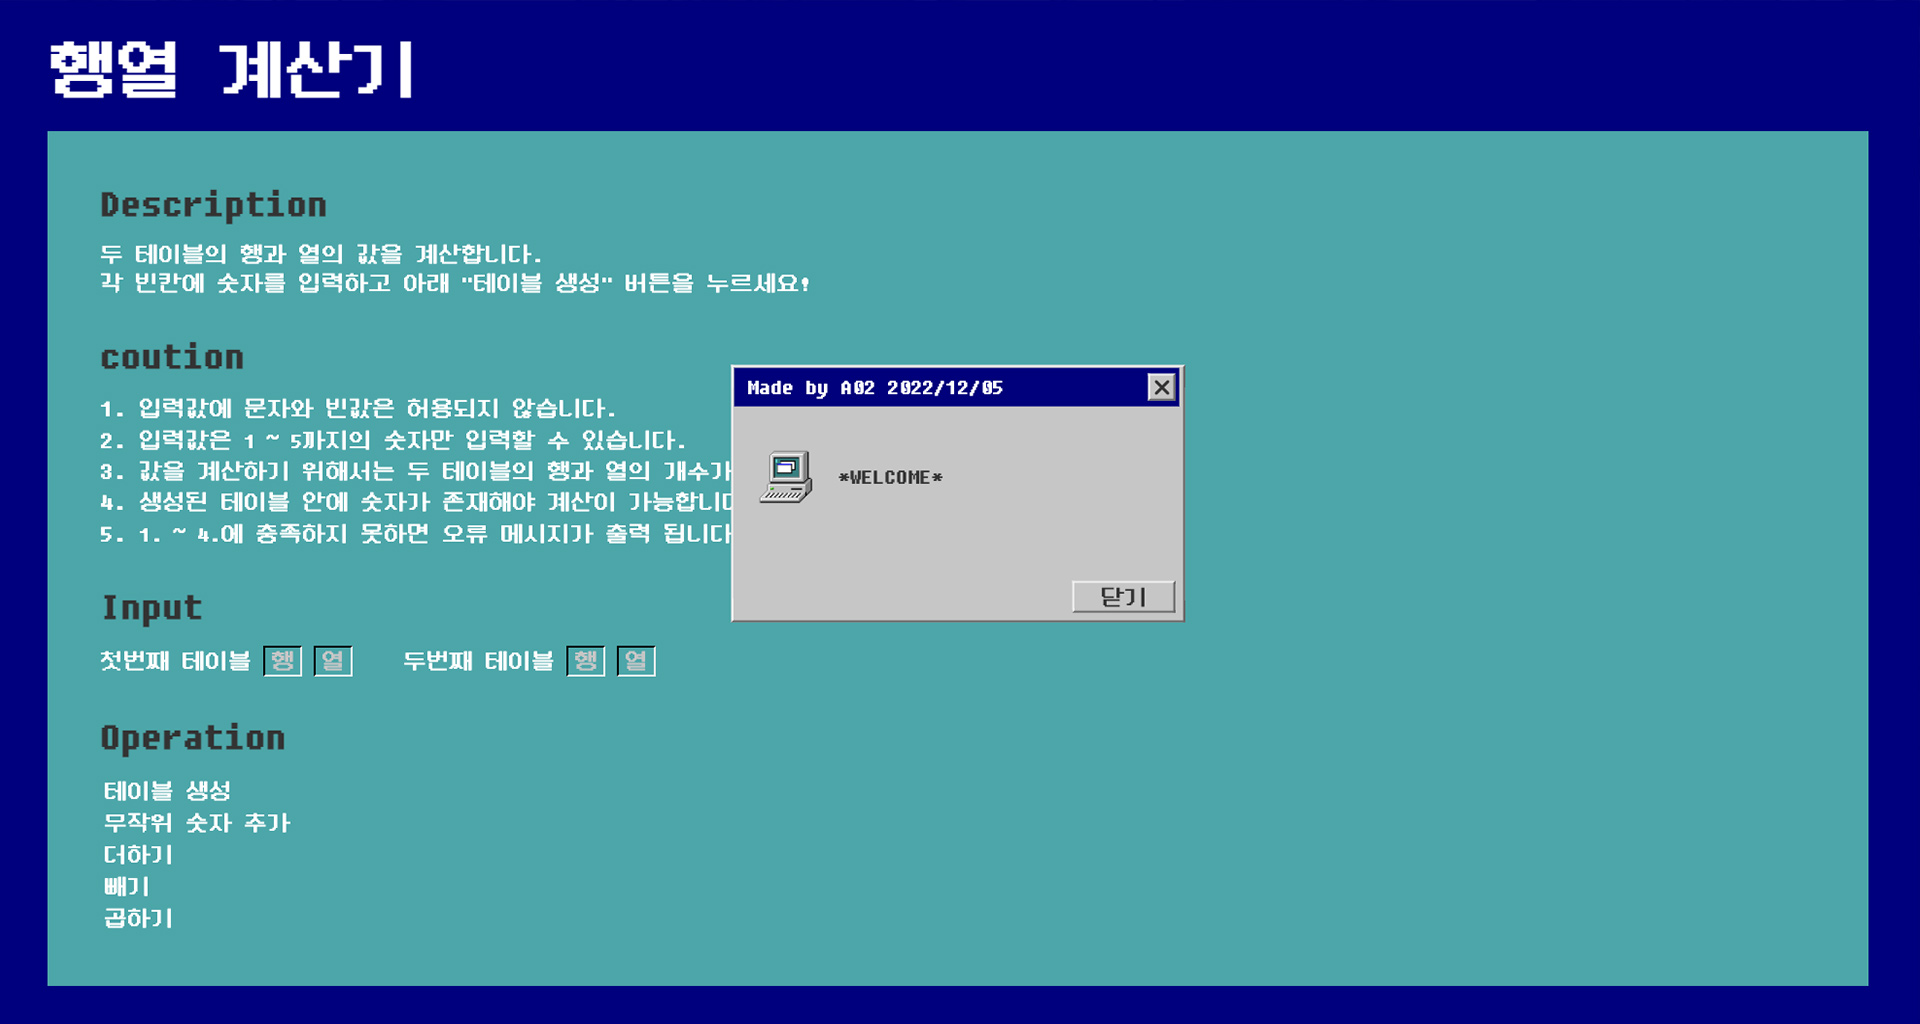 행열 계산기
Description
두 테이블의 행과 열의 값을 계산합니다.
각 빈칸에 숫자를 입력하고 아래 "테이블 생성" 버튼을 누르세요!
coution
1. 입력값에 문자와 빈값은 허용되지 않습니다.
2. 입력값은 1 ~ 5까지의 숫자만 입력할 수 있습니다.
3. 값을 계산하기 위해서는 두 테이블의 행과 열의 개수가
4. 생성된 테이블 안에 숫자가 존재해야 계산이 가능합니다
5. 1. ~ 4.에 충족하지 못하면 오류 메시지가 출력 됩니다
Made by A02 2022/12/05
*WELCOME*
닫기
Input
첫번째 테이블 행 열 두번째 테이블 행 열
Operation
테이블 생성
무작위 숫자 추가
더하기
빼기
곱하기